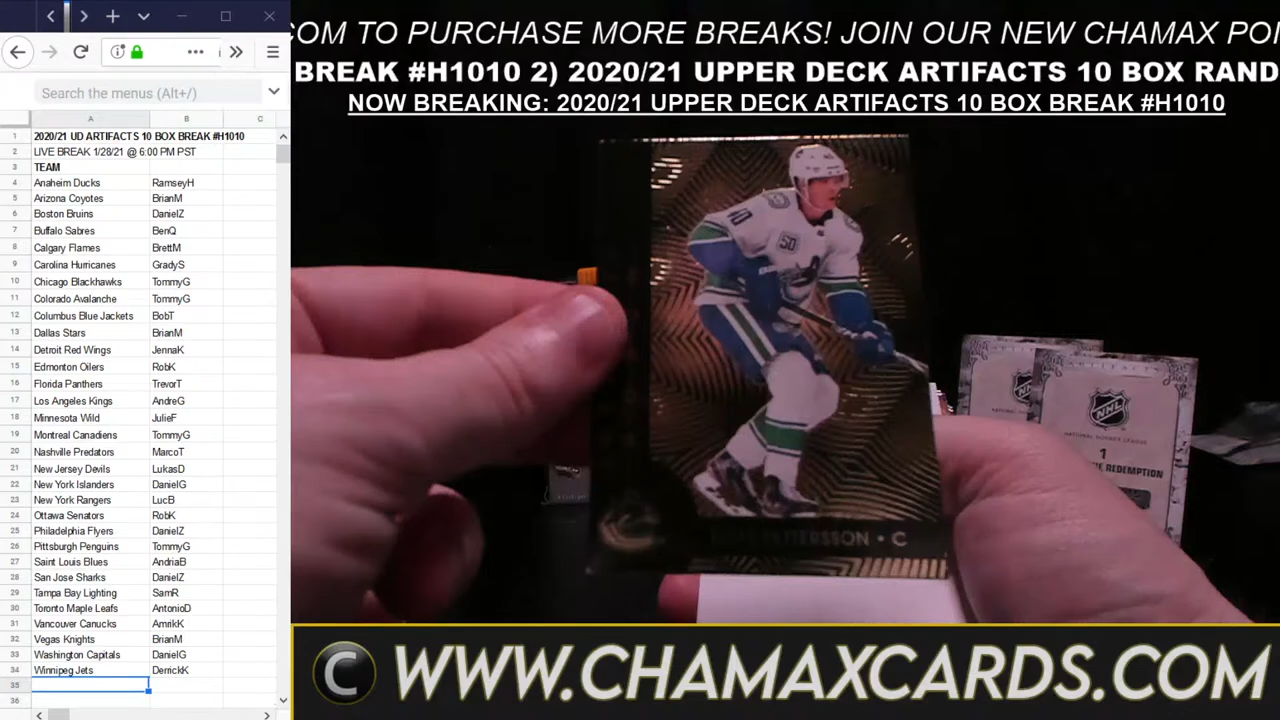 COM TO PURCHASE MORE BREAKS! JOIN OUR NEW CHAMAX POI
BREAK #H1010 2) 2020/21 UPPER DECK ARTIFACTS 10 BOX RAND
NOW BREAKING: 2020/21 UPPER DECK ARTIFACTS 10 BOX BREAK #H1010
Search the menus (Alt+/)
A B C
1 2020/21 UD ARTIFACTS 10 BOX BREAK #H1010
2 LIVE BREAK 1/28/21 @ 6:00 PM PST
3 TEAM
4 Anaheim Ducks RamseyH
5 Arizona Coyotes BrianM
6 Boston Bruins DanielZ
7 Buffalo Sabres BenQ
8 Calgary Flames BrettM
9 Carolina Hurricanes GradyS
10 Chicago Blackhawks TommyG
11 Colorado Avalanche TommyG
12 Columbus Blue Jackets BobT
13 Dallas Stars BrianM
14 Detroit Red Wings JennaK
15 Edmonton Oilers RobK
16 Florida Panthers TrevorT
17 Los Angeles Kings AndreG
18 Minnesota Wild JulieF
19 Montreal Canadiens TommyG
20 Nashville Predators MarcoT
21 New Jersey Devils LukasD
22 New York Islanders DanielG
23 New York Rangers LucB
24 Ottawa Senators RobK
25 Philadelphia Flyers DanielZ
26 Pittsburgh Penguins TommyG
27 Saint Louis Blues AndriaB
28 San Jose Sharks DanielZ
29 Tampa Bay Lighting SamR
30 Toronto Maple Leafs AntonioD
31 Vancouver Canucks AmrikK
32 Vegas Knights BrianM
33 Washington Capitals DanielG
34 Winnipeg Jets DerrickK
35
36
40
50
PETTERSSON • C
ARTIFACTS
NHL
NATIONAL HOCKEY LEAGUE
1
REDEMPTION
C WWW.CHAMAXCARDS.COM